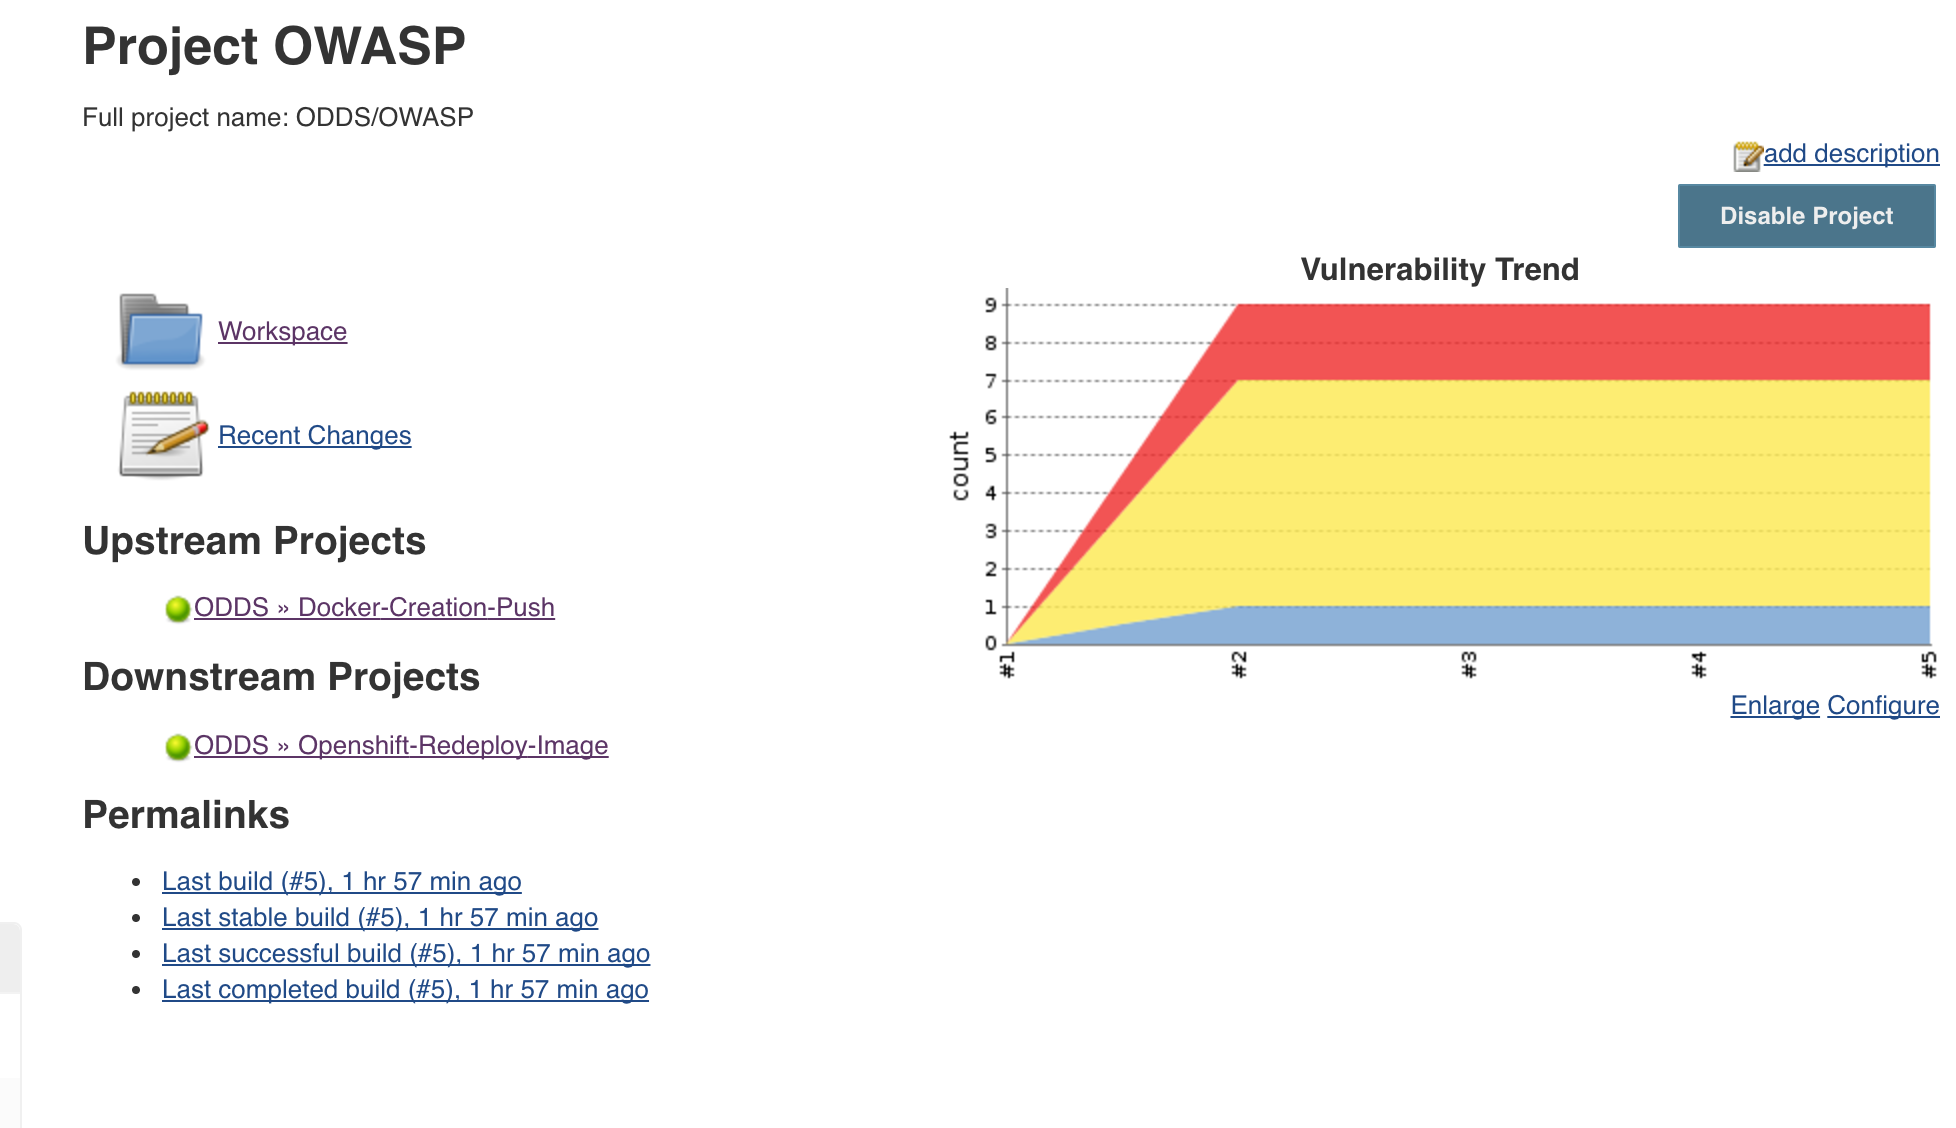 Project OWASP
Full project name: ODDS/OWASP
add description
Disable Project
Workspace
Recent Changes
Upstream Projects
ODDS » Docker-Creation-Push
Downstream Projects
ODDS » Openshift-Redeploy-Image
Permalinks
Last build (#5), 1 hr 57 min ago
Last stable build (#5), 1 hr 57 min ago
Last successful build (#5), 1 hr 57 min ago
Last completed build (#5), 1 hr 57 min ago
Vulnerability Trend
9
8
7
6
5
4
3
2
1
0
count
#1
#2
#3
#4
#5
Enlarge Configure